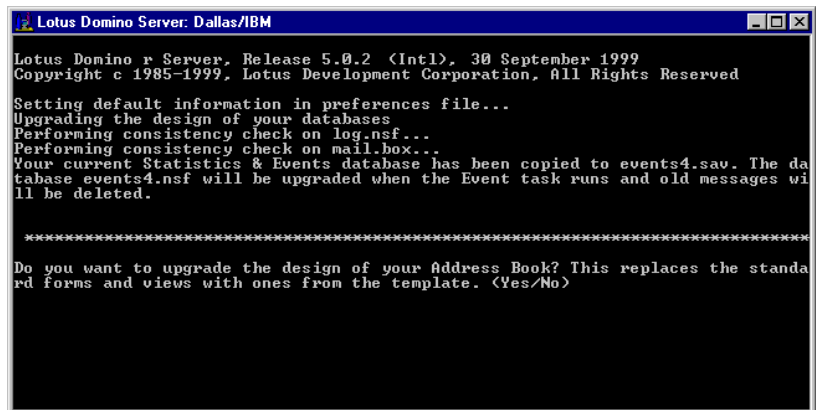 Lotus Domino Server: Dallas/IBM
Lotus Domino r Server, Release 5.0.2 (Intl), 30 September 1999
Copyright c 1985-1999, Lotus Development Corporation, All Rights Reserved
Setting default information in preferences file...
Upgrading the design of your databases
Performing consistency check on log.nsf...
Performing consistency check on mail.box...
Your current Statistics & Events database has been copied to events4.sav. The da
tabase events4.nsf will be upgraded when the Event task runs and old messages wi
ll be deleted.
*******************************************************************************
Do you want to upgrade the design of your Address Book? This replaces the standa
rd forms and views with ones from the template. (Yes/No)